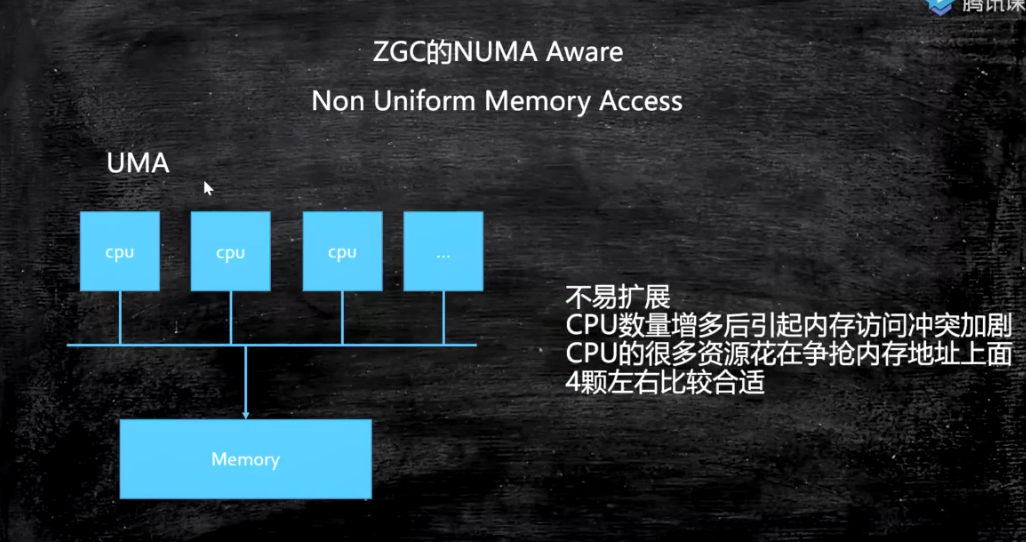 腾讯课
ZGC的NUMA Aware
Non Uniform Memory Access
UMA
cpu
cpu
cpu
...
不易扩展
CPU数量增多后引起内存访问冲突加剧
CPU的很多资源花在争抢内存地址上面
4颗左右比较合适
Memory